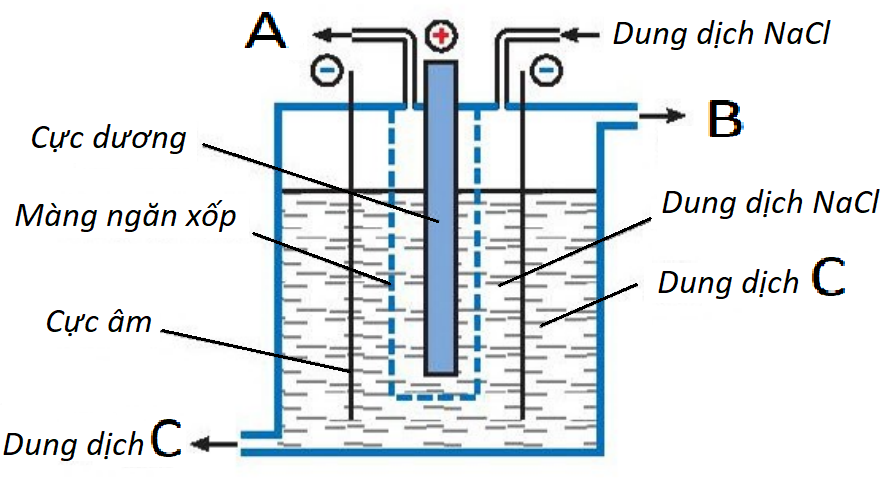 A
+
Dung dịch NaCl
−
−
B
Cực dương
Màng ngăn xốp
Dung dịch NaCl
Dung dịch C
Cực âm
Dung dịch C